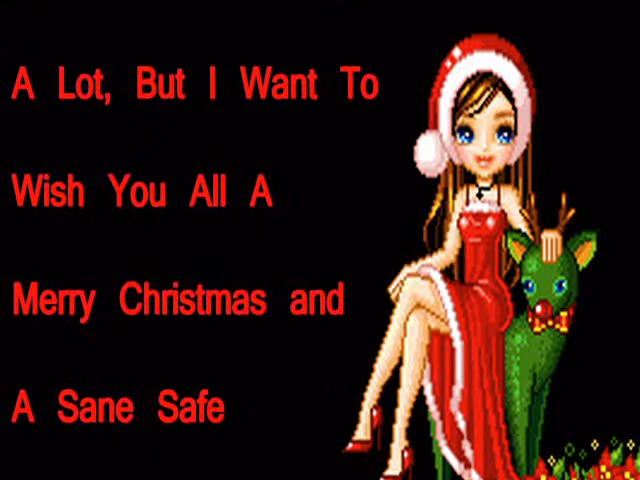 A Lot, But I Want To
Wish You All A
Merry Christmas and
A Sane Safe